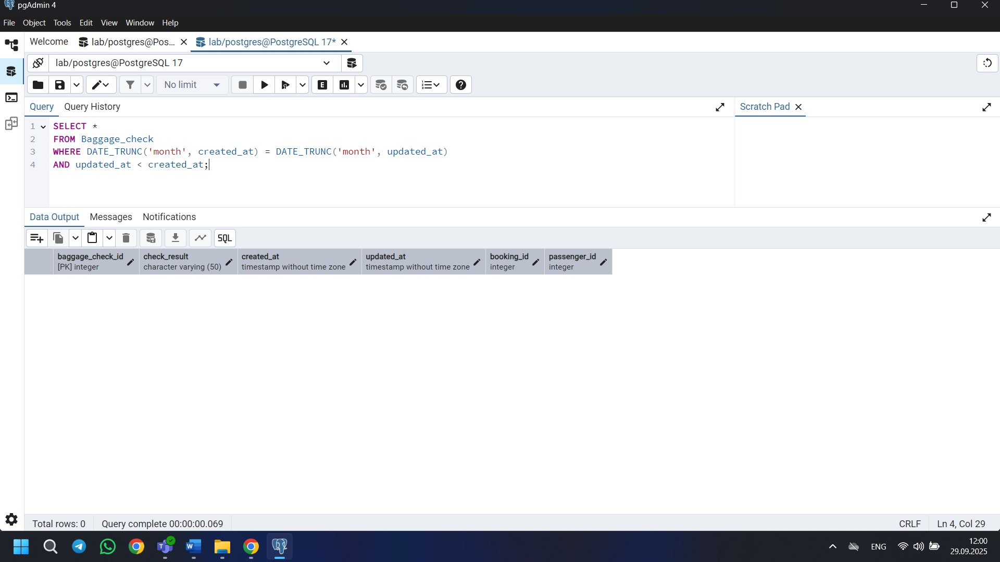 pgAdmin 4
File Object Tools Edit View Window Help
Welcome lab/postgres@Pos... lab/postgres@PostgreSQL 17*
lab/postgres@PostgreSQL 17
No limit
Query Query History
Scratch Pad
1 SELECT *
2 FROM Baggage_check
3 WHERE DATE_TRUNC('month', created_at) = DATE_TRUNC('month', updated_at)
4 AND updated_at < created_at;
Data Output Messages Notifications
SQL
baggage_check_id check_result created_at updated_at booking_id passenger_id
[PK] integer character varying (50) timestamp without time zone timestamp without time zone integer integer
Total rows: 0 Query complete 00:00:00.069 CRLF Ln 4, Col 29
ENG
12:00
29.09.2025